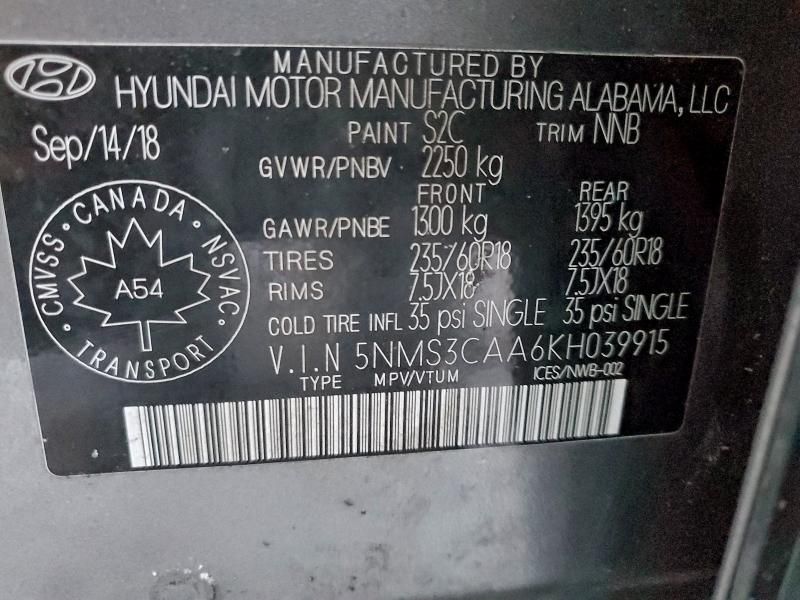 MANUFACTURED BY
HYUNDAI MOTOR MANUFACTURING ALABAMA, LLC
Sep/14/18 PAINT S2C TRIM NNB
GVWR/PNBV 2250 kg
FRONT REAR
GAWR/PNBE 1300 kg 1395 kg
TIRES 235/60R18 235/60R18
RIMS 7.5JX18 7.5JX18
COLD TIRE INFL 35 psi SINGLE 35 psi SINGLE
V.I.N 5NMS3CAA6KH039915
TYPE MPV/VTUM ICES/NWB-002
CMVSS • CANADA • NSVAC • TRANSPORT •
A54